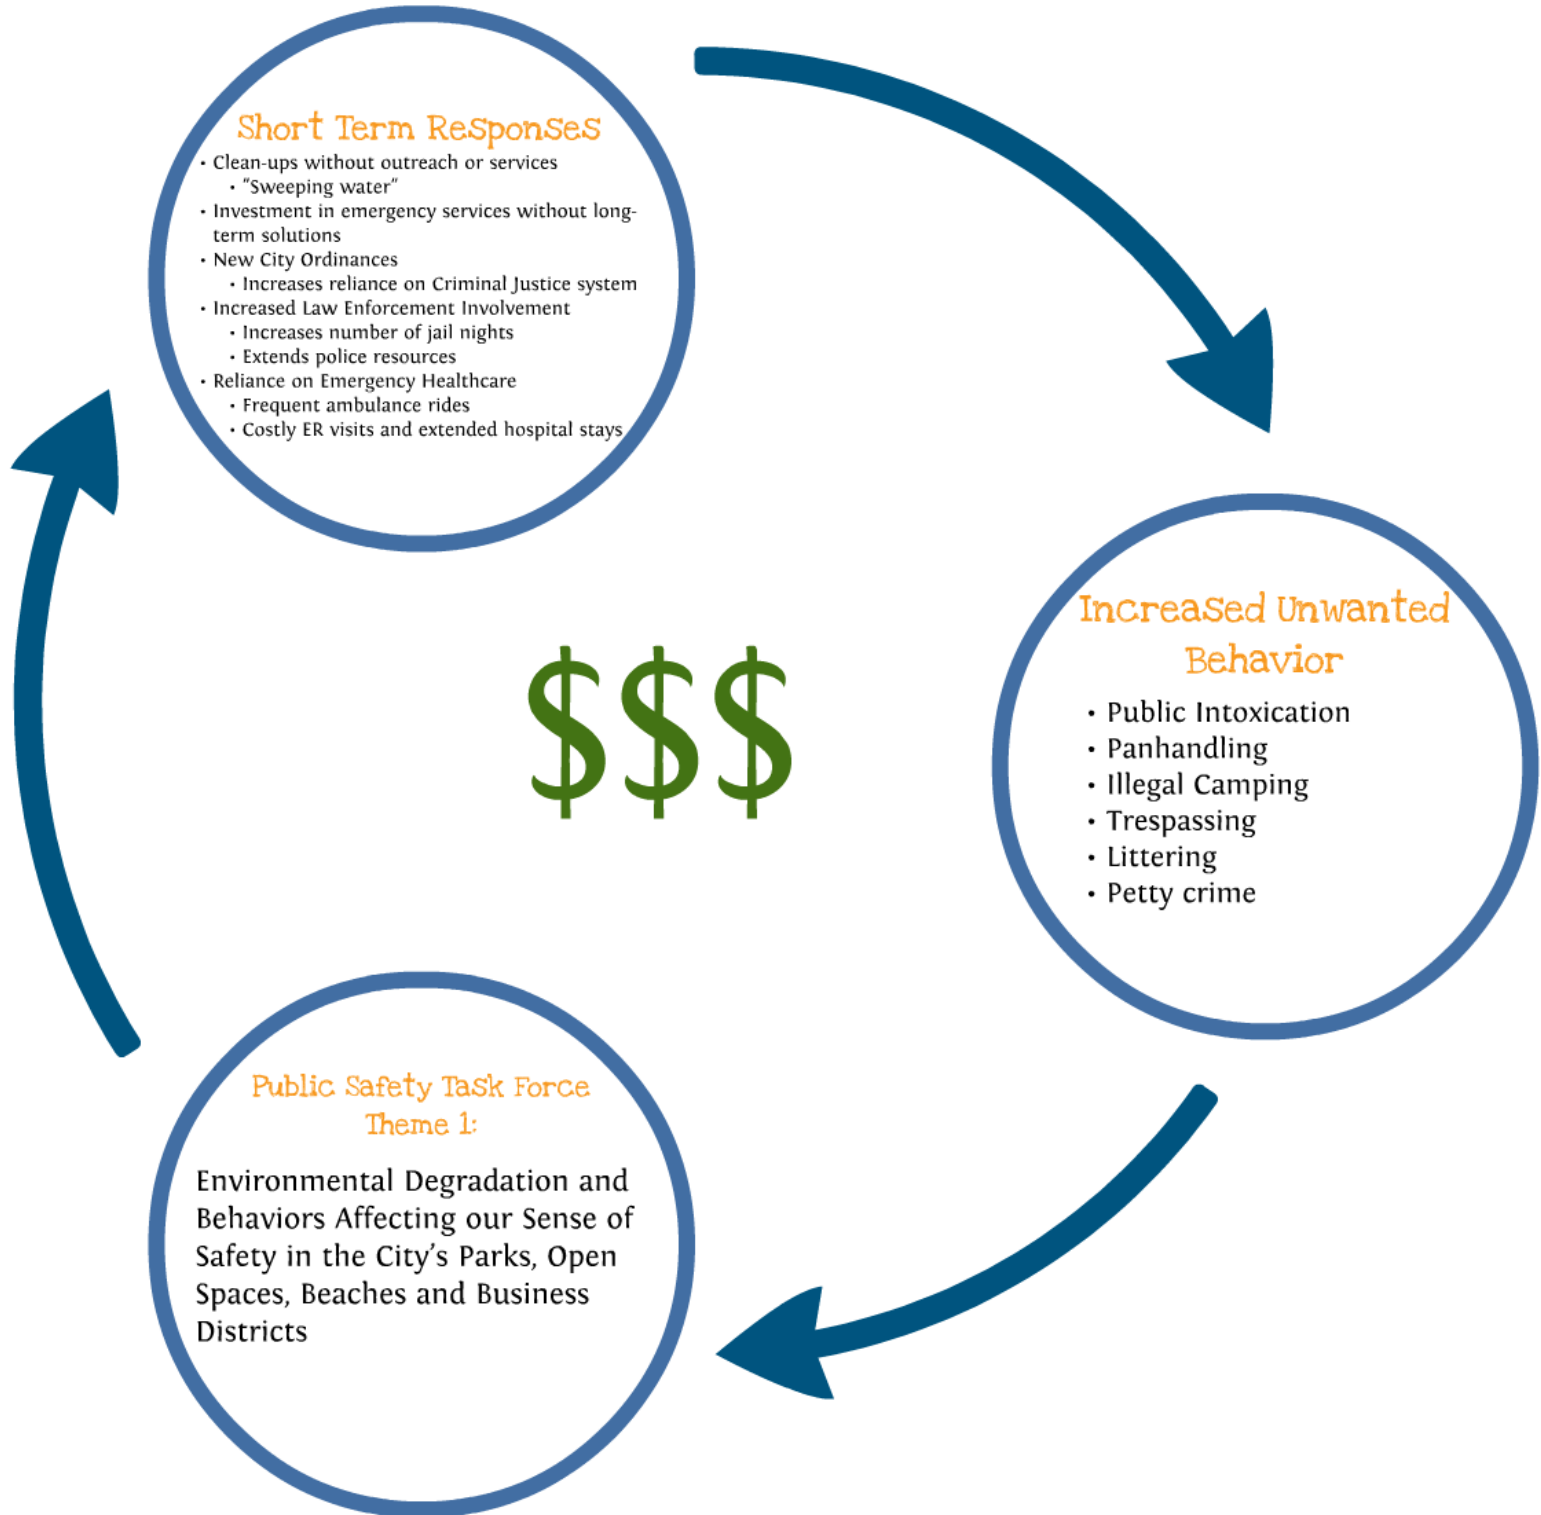 Short Term Responses
• Clean-ups without outreach or services
• "Sweeping water"
• Investment in emergency services without long-
term solutions
• New City Ordinances
• Increases reliance on Criminal Justice system
• Increased Law Enforcement Involvement
• Increases number of jail nights
• Extends police resources
• Reliance on Emergency Healthcare
• Frequent ambulance rides
• Costly ER visits and extended hospital stays
Increased Unwanted
Behavior
• Public Intoxication
• Panhandling
• Illegal Camping
• Trespassing
• Littering
• Petty crime
$$$
Public Safety Task Force
Theme 1:
Environmental Degradation and
Behaviors Affecting our Sense of
Safety in the City's Parks, Open
Spaces, Beaches and Business
Districts